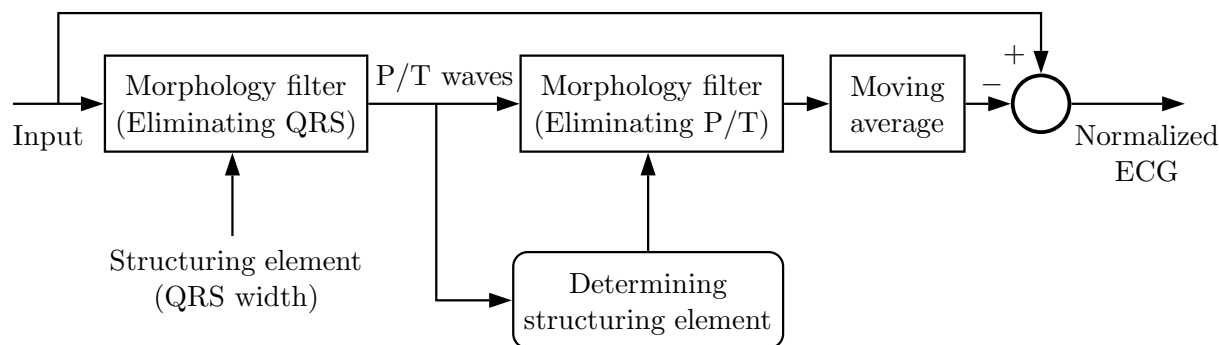 +
Morphology filter
(Eliminating QRS)
P/T waves
Morphology filter
(Eliminating P/T)
Moving
average
−
Input
Normalized
ECG
Structuring element
(QRS width)
Determining
structuring element